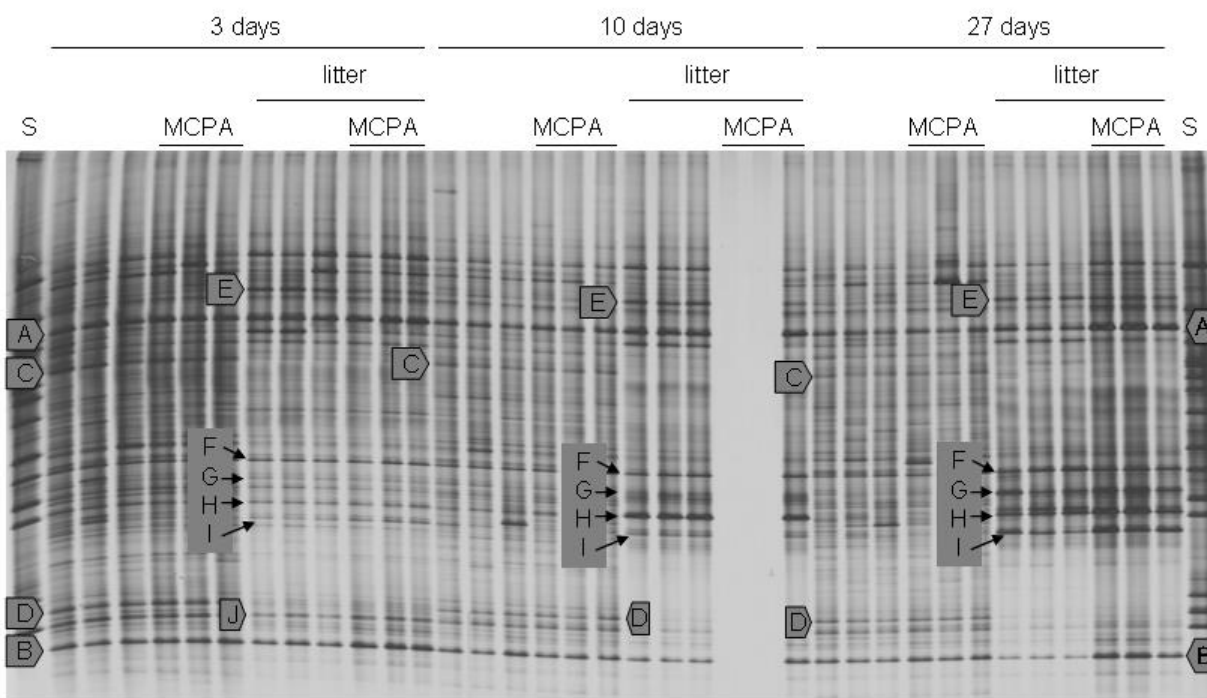 3 days 10 days 27 days
litter litter litter
S MCPA MCPA MCPA MCPA MCPA MCPA S
E E E
A A
C C C
F F F
G G G
H H H
I I I
D J D D
B